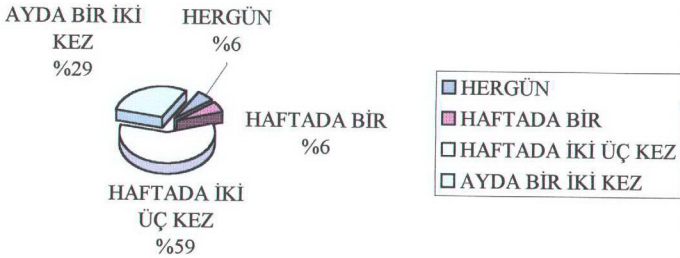 AYDA BİR İKİ
KEZ
%29
HERGÜN
%6
HAFTADA BİR
%6
HAFTADA İKİ
ÜÇ KEZ
%59
HERGÜN
HAFTADA BİR
HAFTADA İKİ ÜÇ KEZ
AYDA BİR İKİ KEZ